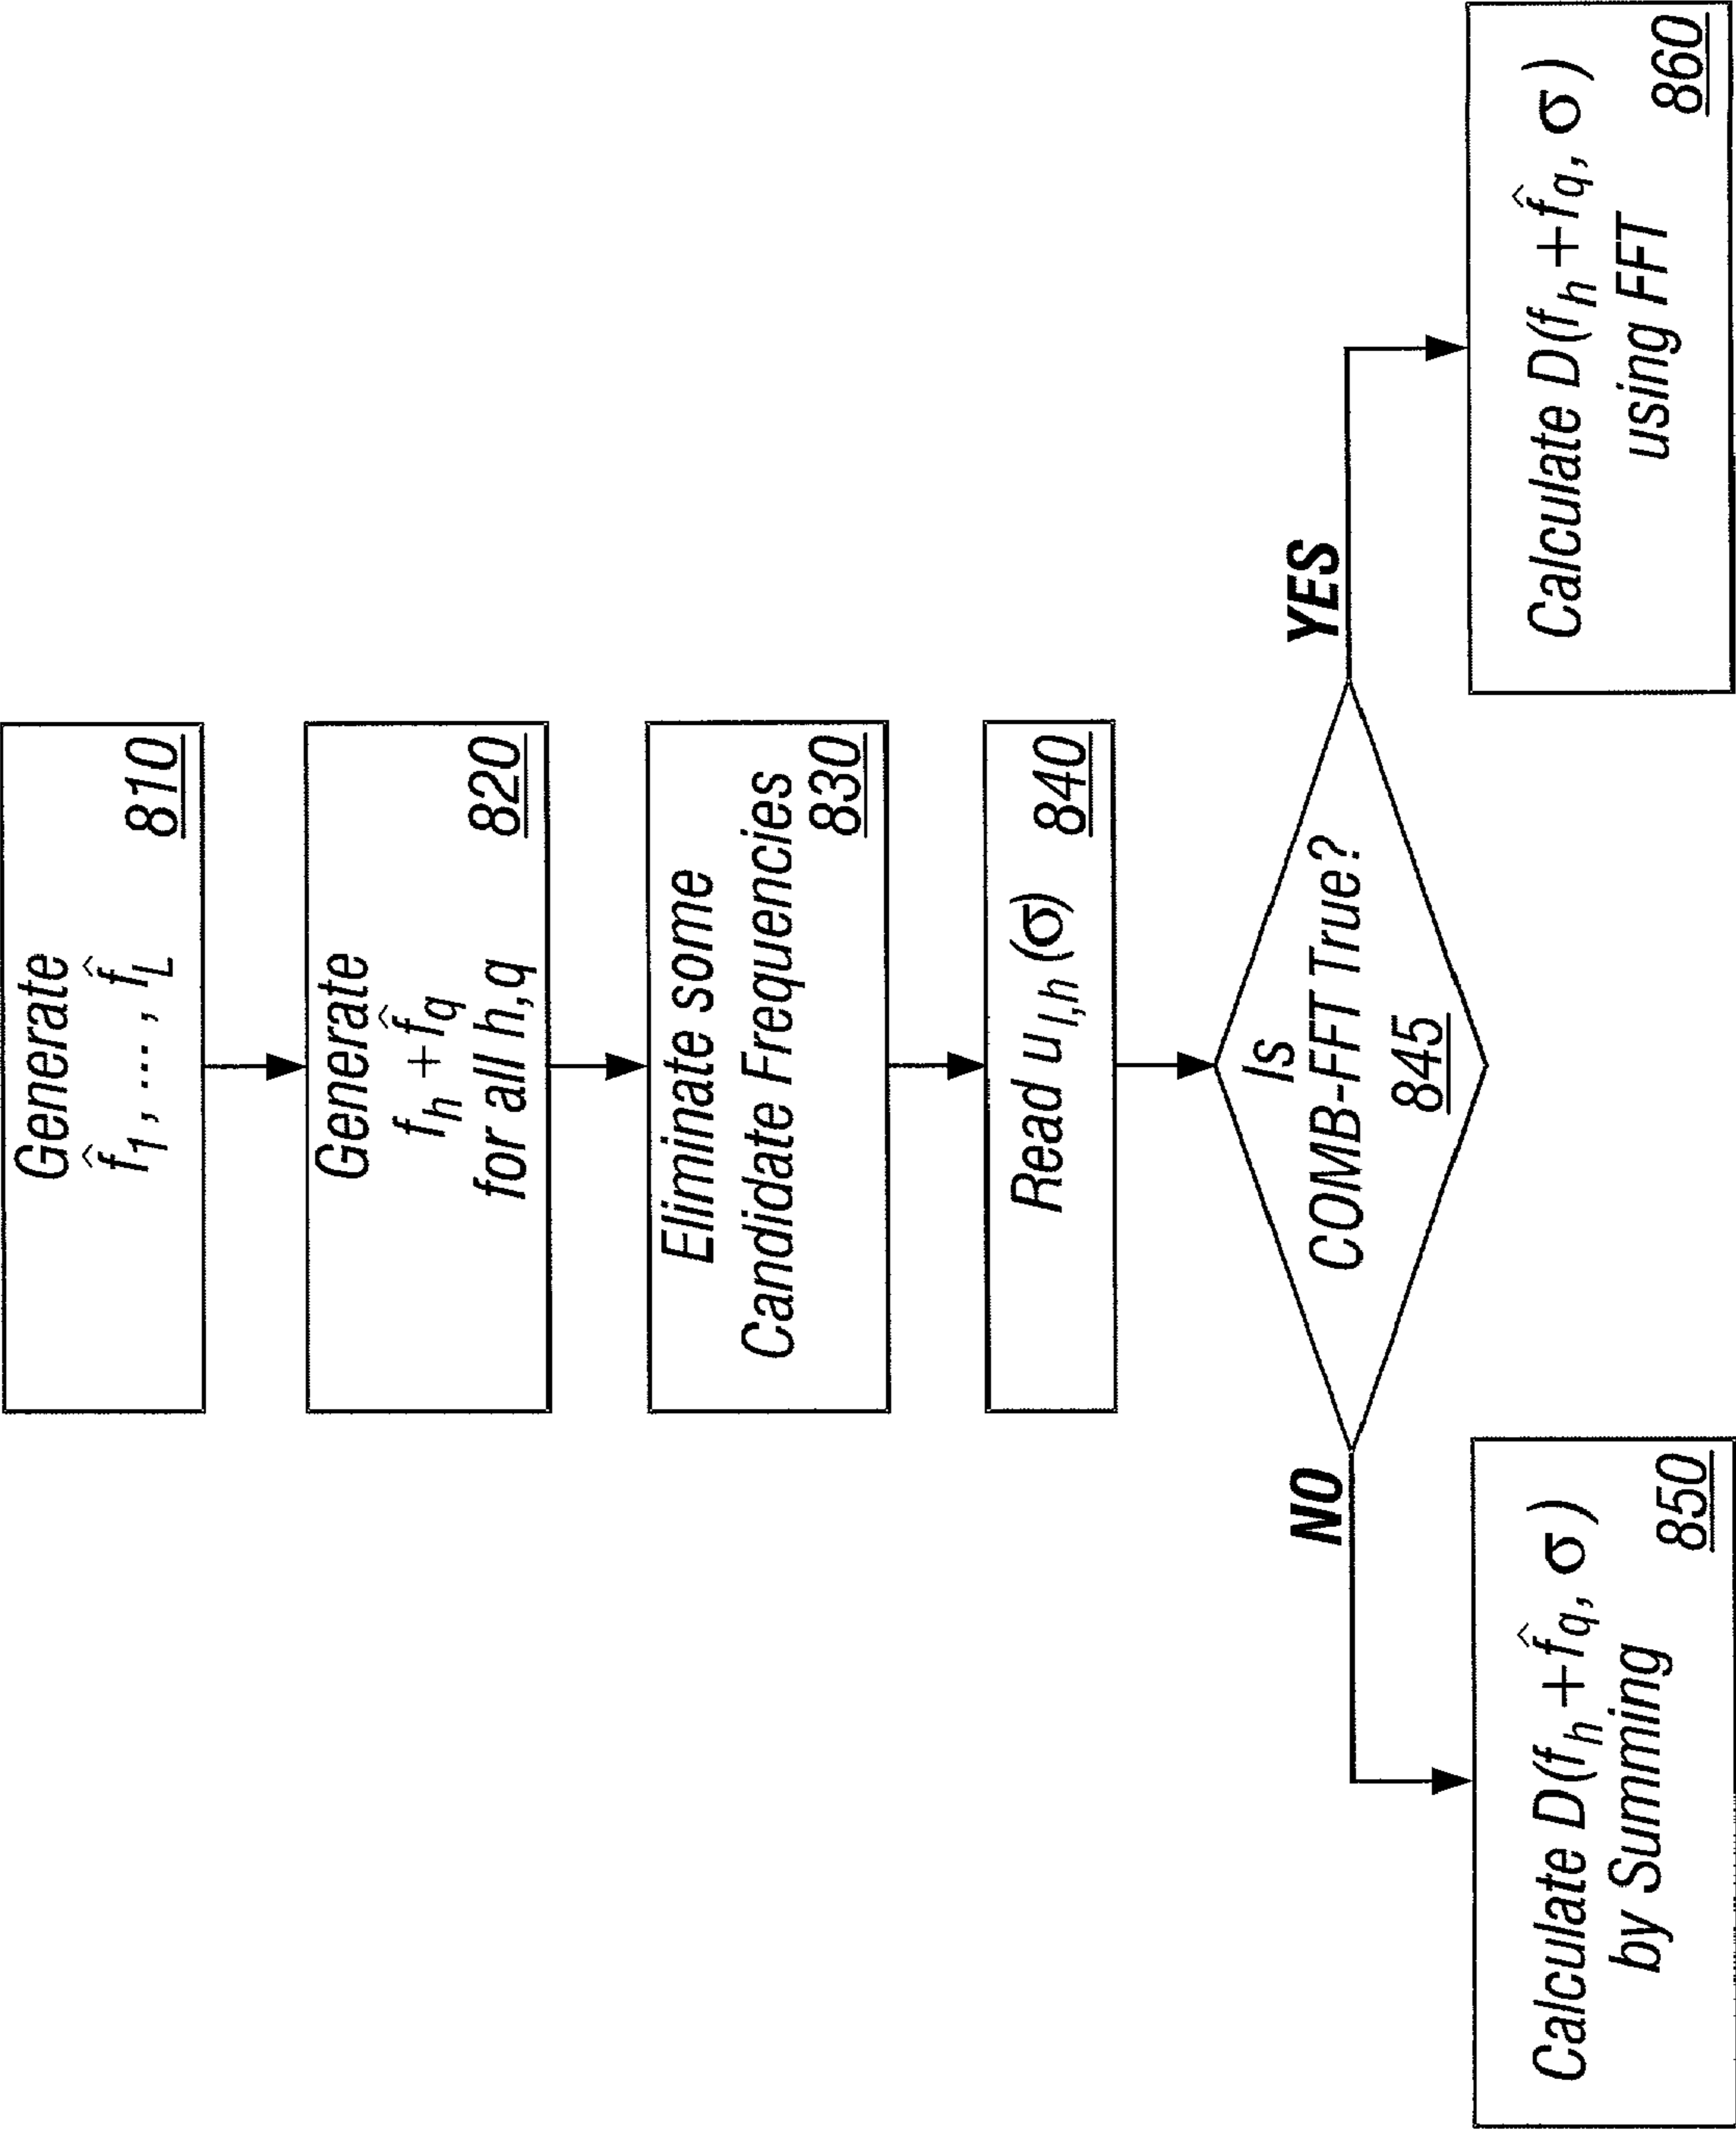 Generate
f̂1, ... , f̂L
810
Generate
fh + f̂q
for all h,q
820
Eliminate some
Candidate Frequencies
830
Read ul,h (σ)
840
Is
COMB-FFT True?
845
NO
YES
Calculate D(fh + f̂q, σ)
by Summing
850
Calculate D(fh + f̂q, σ)
using FFT
860